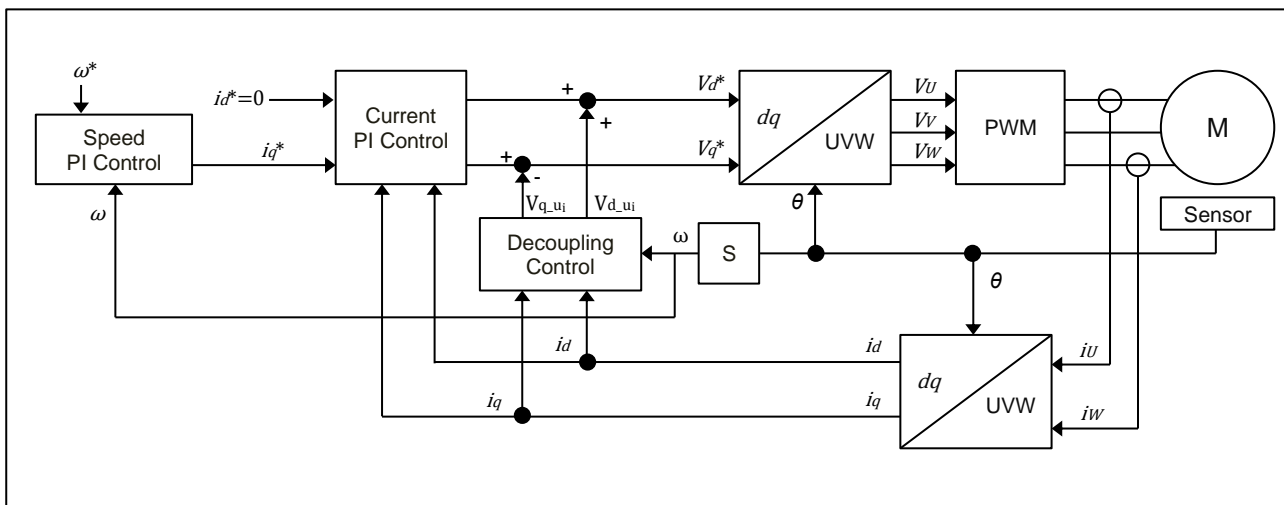 ω*
Speed
PI Control
ω
iq*
id*=0
Current
PI Control
+
+
+
-
Vq_ui
Vd_ui
Decoupling
Control
ω
S
Vd*
Vq*
dq
UVW
θ
VU
VV
VW
PWM
M
Sensor
θ
id
id
iq
iq
dq
UVW
iU
iW